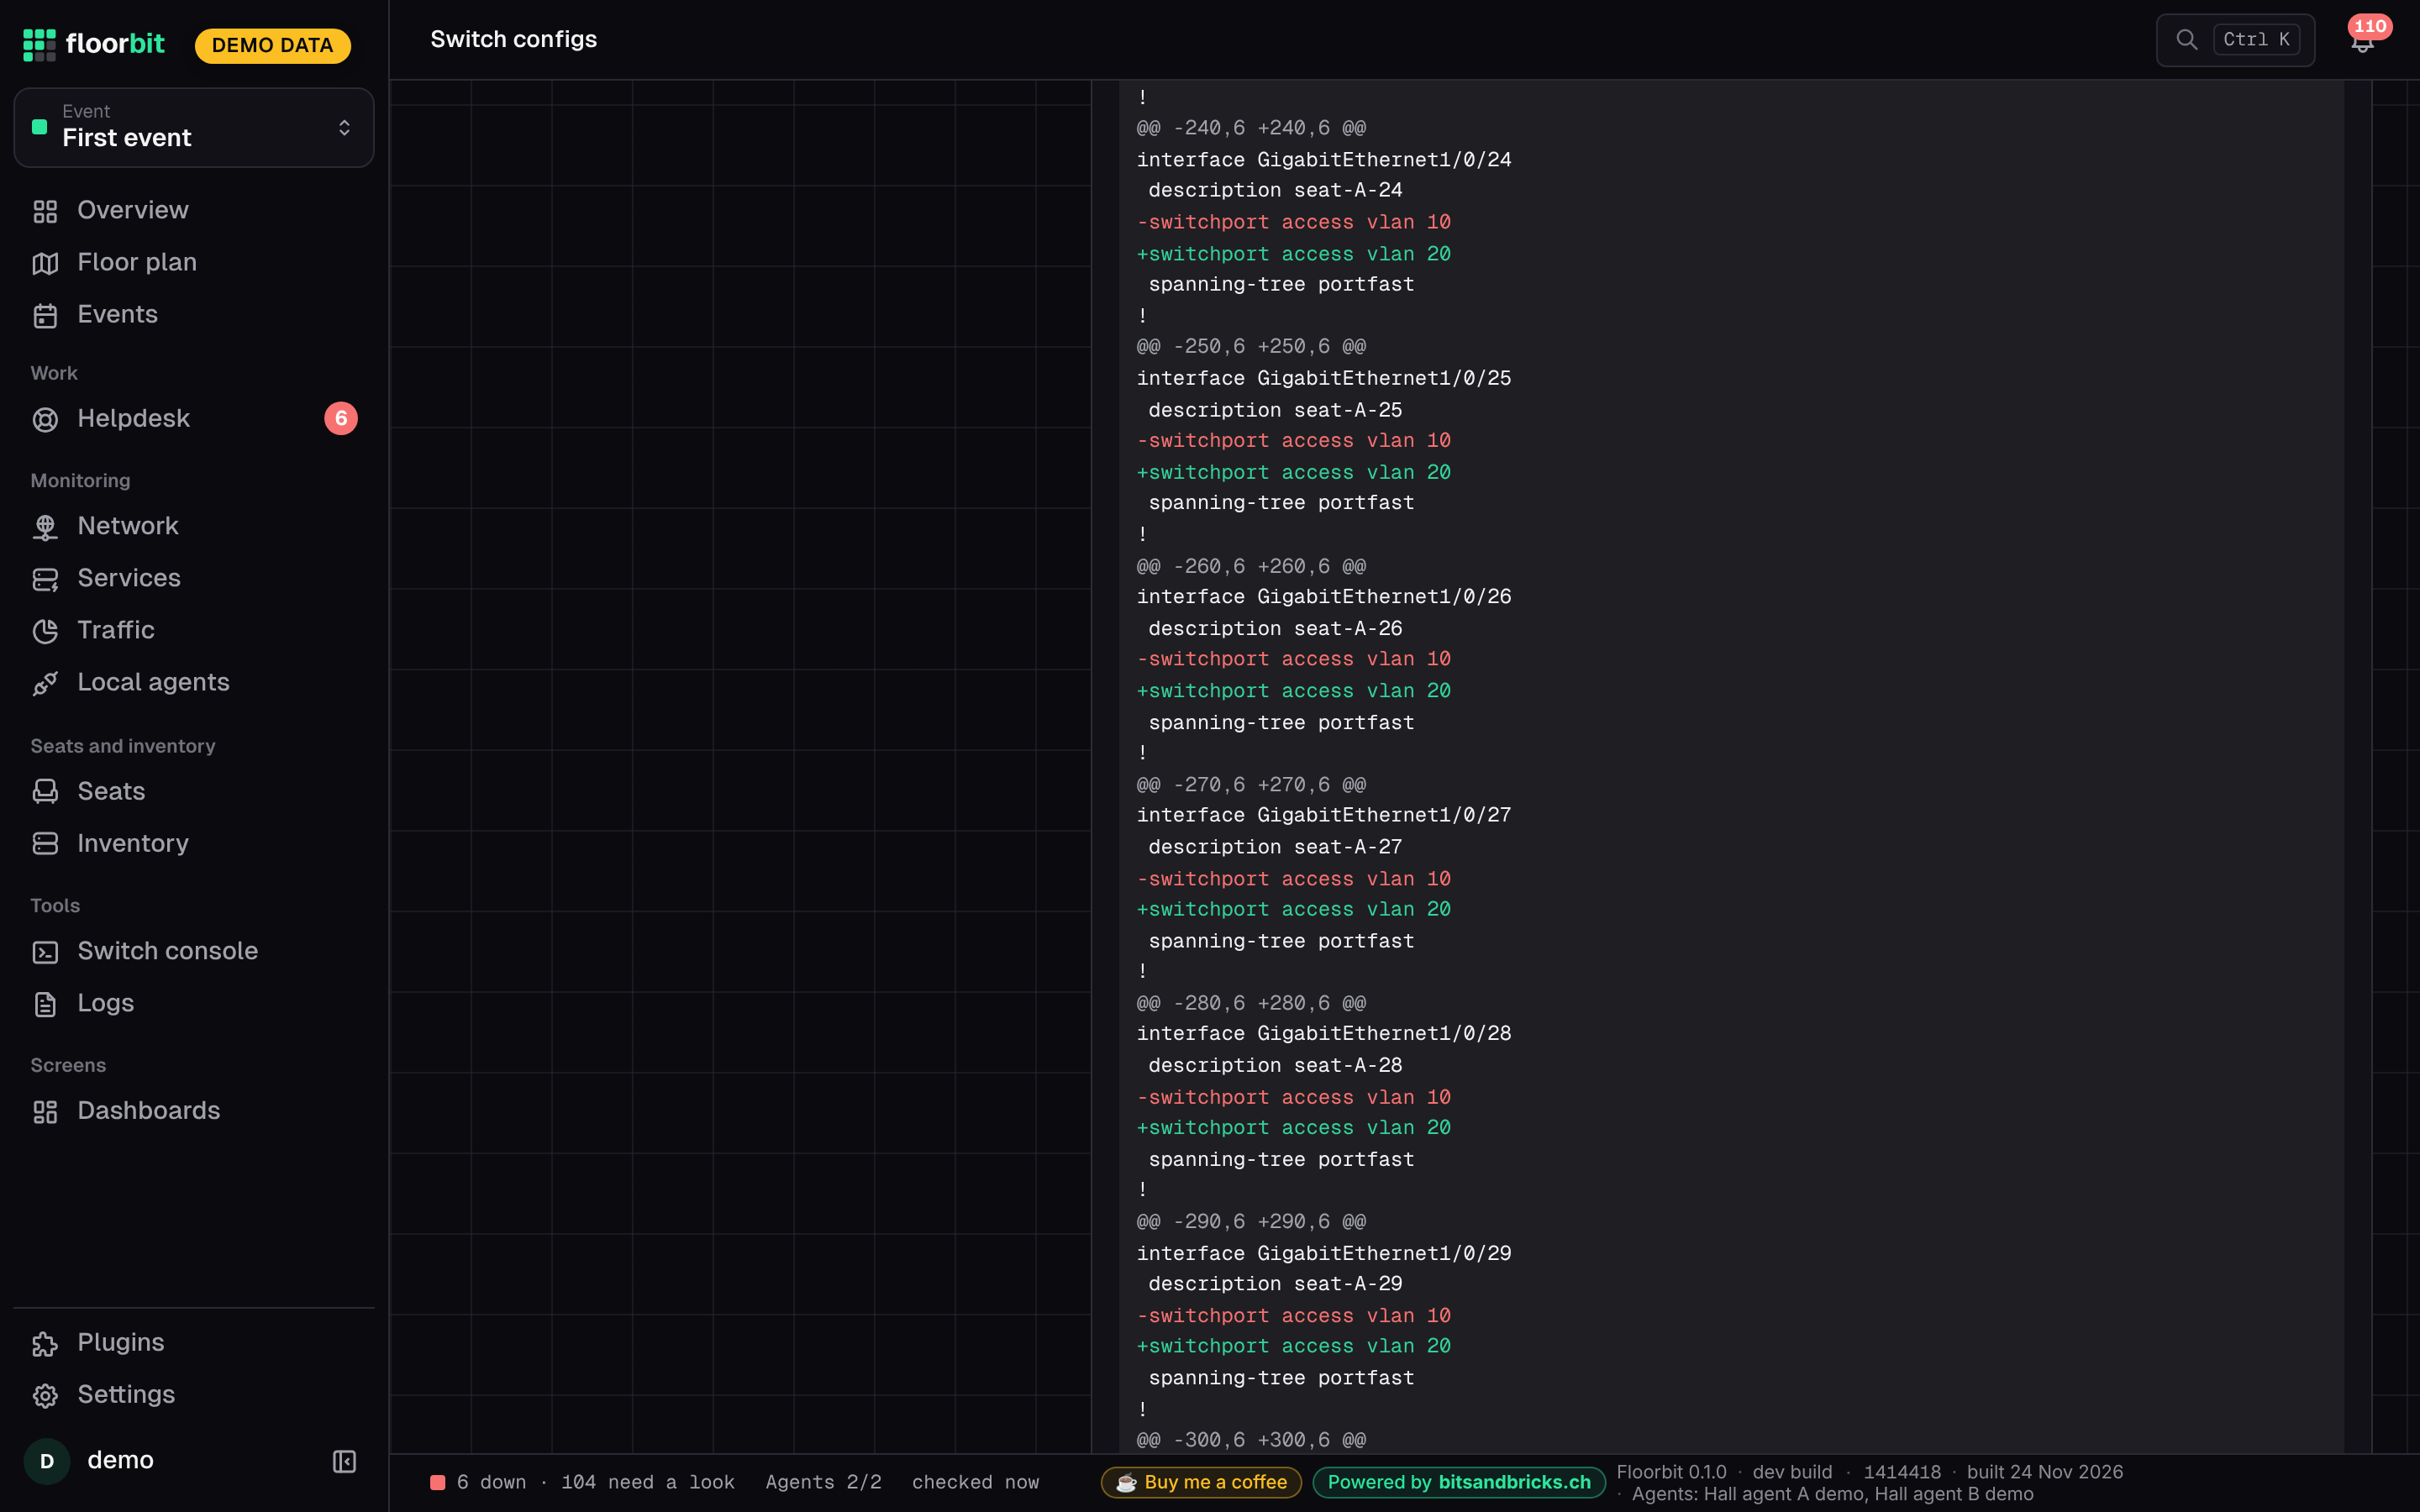 floorbit
DEMO DATA
Event
First event
Overview
Floor plan
Events
Work
Helpdesk
6
Monitoring
Network
Services
Traffic
Local agents
Seats and inventory
Seats
Inventory
Tools
Switch console
Logs
Screens
Dashboards
Plugins
Settings
D
demo
Switch configs
Ctrl K
110
!
@@ -240,6 +240,6 @@
interface GigabitEthernet1/0/24
 description seat-A-24
-switchport access vlan 10
+switchport access vlan 20
 spanning-tree portfast
!
@@ -250,6 +250,6 @@
interface GigabitEthernet1/0/25
 description seat-A-25
-switchport access vlan 10
+switchport access vlan 20
 spanning-tree portfast
!
@@ -260,6 +260,6 @@
interface GigabitEthernet1/0/26
 description seat-A-26
-switchport access vlan 10
+switchport access vlan 20
 spanning-tree portfast
!
@@ -270,6 +270,6 @@
interface GigabitEthernet1/0/27
 description seat-A-27
-switchport access vlan 10
+switchport access vlan 20
 spanning-tree portfast
!
@@ -280,6 +280,6 @@
interface GigabitEthernet1/0/28
 description seat-A-28
-switchport access vlan 10
+switchport access vlan 20
 spanning-tree portfast
!
@@ -290,6 +290,6 @@
interface GigabitEthernet1/0/29
 description seat-A-29
-switchport access vlan 10
+switchport access vlan 20
 spanning-tree portfast
!
@@ -300,6 +300,6 @@
6 down · 104 need a look
Agents 2/2
checked now
Buy me a coffee
Powered by bitsandbricks.ch
Floorbit 0.1.0 · dev build · 1414418 · built 24 Nov 2026
· Agents: Hall agent A demo, Hall agent B demo